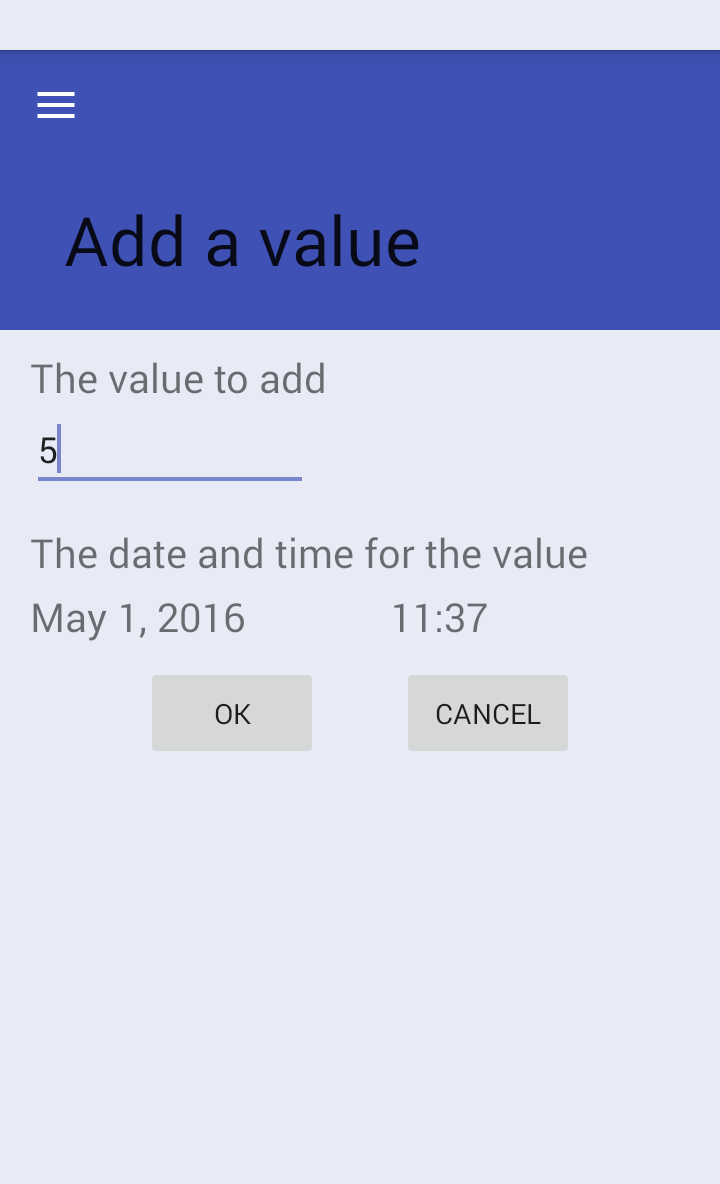 Add a value
The value to add
5
The date and time for the value
May 1, 2016 11:37
OK CANCEL